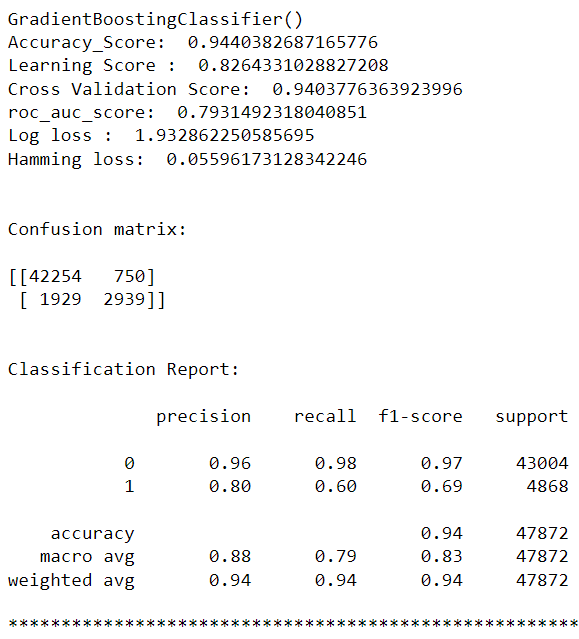 GradientBoostingClassifier()
Accuracy_Score:  0.9440382687165776
Learning Score :  0.8264331028827208
Cross Validation Score:  0.9403776363923996
roc_auc_score:  0.7931492318040851
Log loss :  1.932862250585695
Hamming loss:  0.05596173128342246
Confusion matrix:
[[42254   750]
 [ 1929  2939]]
Classification Report:
              precision    recall  f1-score   support
           0       0.96      0.98      0.97     43004
           1       0.80      0.60      0.69      4868
    accuracy                           0.94     47872
   macro avg       0.88      0.79      0.83     47872
weighted avg       0.94      0.94      0.94     47872
******************************************************